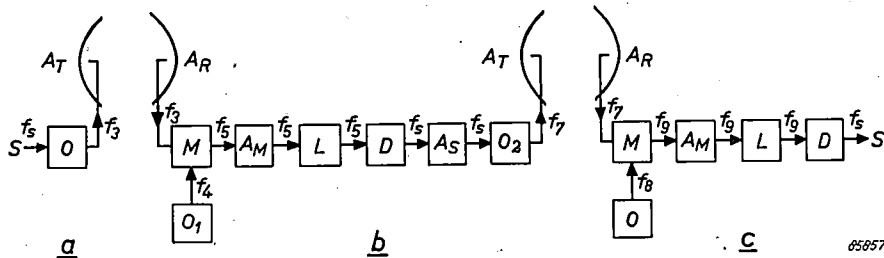 A_T A_R A_T A_R
f_s f_3 f_3 f_5 f_5 f_5 f_s f_s f_7 f_7 f_9 f_9 f_9 f_s
S O M A_M L D A_S O_2 M A_M L D S
f_4 f_8
O_1 O
a b c
85857